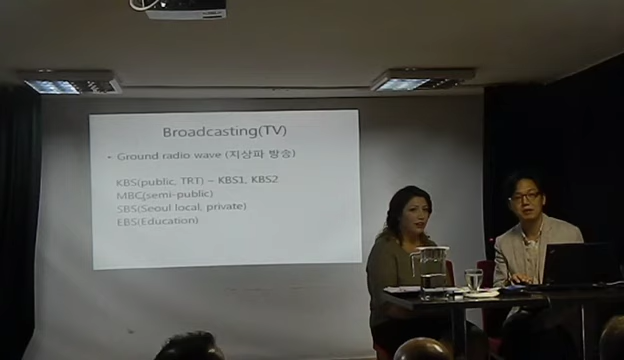 Broadcasting(TV)
• Ground radio wave (지상파 방송)
KBS(public, TRT) – KBS1, KBS2
MBC(semi-public)
SBS(Seoul local, private)
EBS(Education)